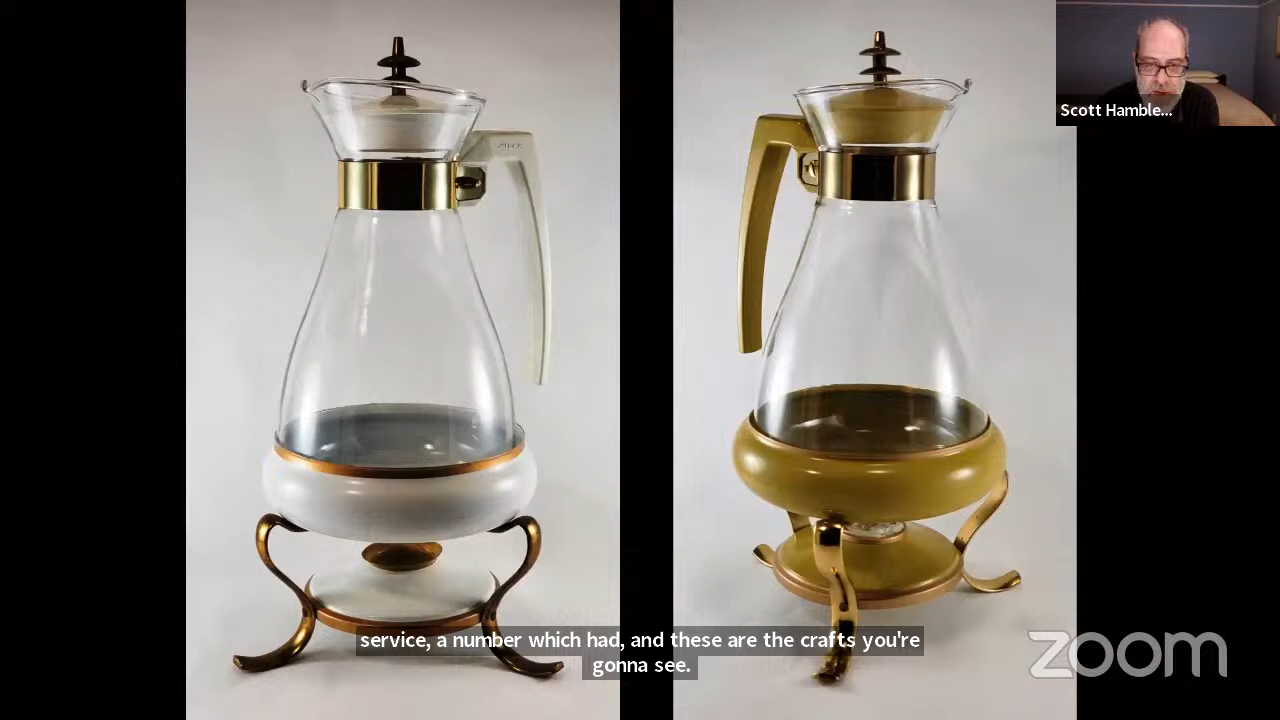 Scott Hamble...
service, a number which had, and these are the crafts you're
gonna see.
zoom